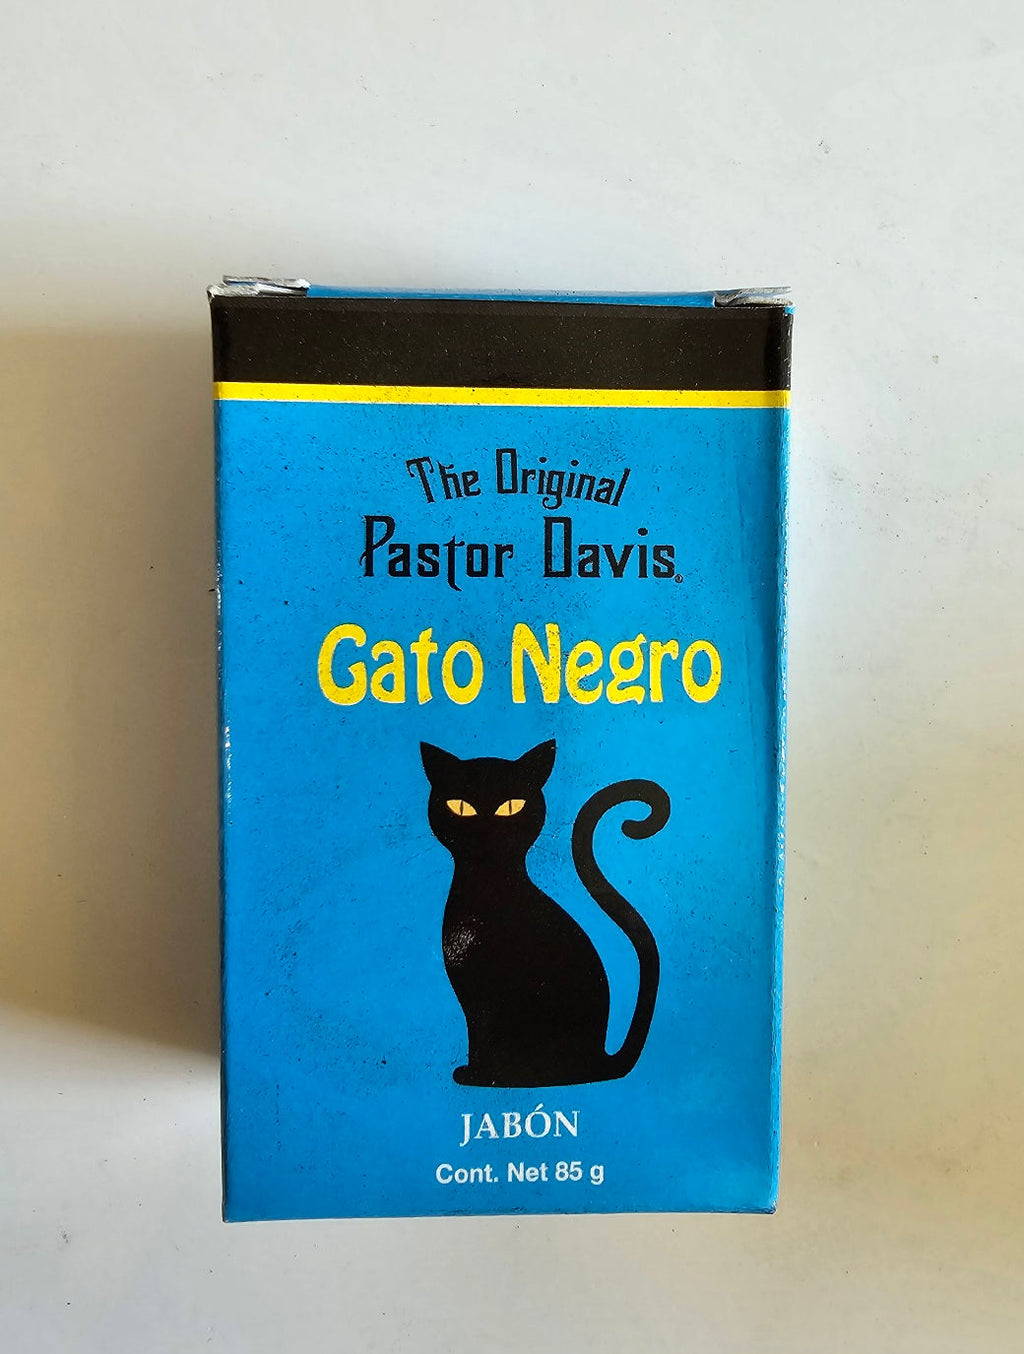 The Original
Pastor Davis®
Gato Negro
JABÓN
Cont. Net 85 g